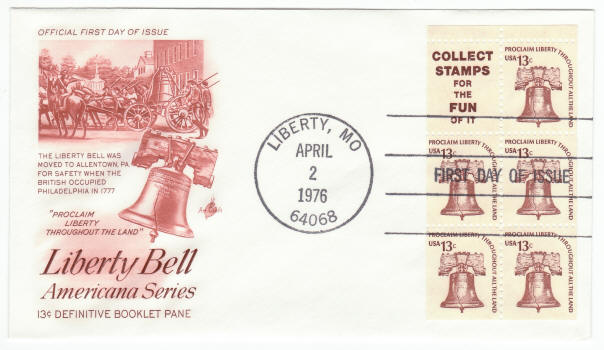 OFFICIAL FIRST DAY OF ISSUE
THE LIBERTY BELL WAS
MOVED TO ALLENTOWN, PA.
FOR SAFETY WHEN THE
BRITISH OCCUPIED
PHILADELPHIA IN 1777
"PROCLAIM
LIBERTY
THROUGHOUT THE LAND"
ArtCraft
Liberty Bell
Americana Series
13¢ DEFINITIVE BOOKLET PANE
LIBERTY, MO
APRIL
2
1976
64068
COLLECT
STAMPS
FOR
THE
FUN
OF IT
PROCLAIM LIBERTY THROUGHOUT ALL THE LAND
USA 13c
PROCLAIM LIBERTY THROUGHOUT ALL THE LAND
USA 13c
PROCLAIM LIBERTY THROUGHOUT ALL THE LAND
USA 13c
FIRST DAY OF ISSUE
PROCLAIM LIBERTY THROUGHOUT ALL THE LAND
USA 13c
PROCLAIM LIBERTY THROUGHOUT ALL THE LAND
USA 13c